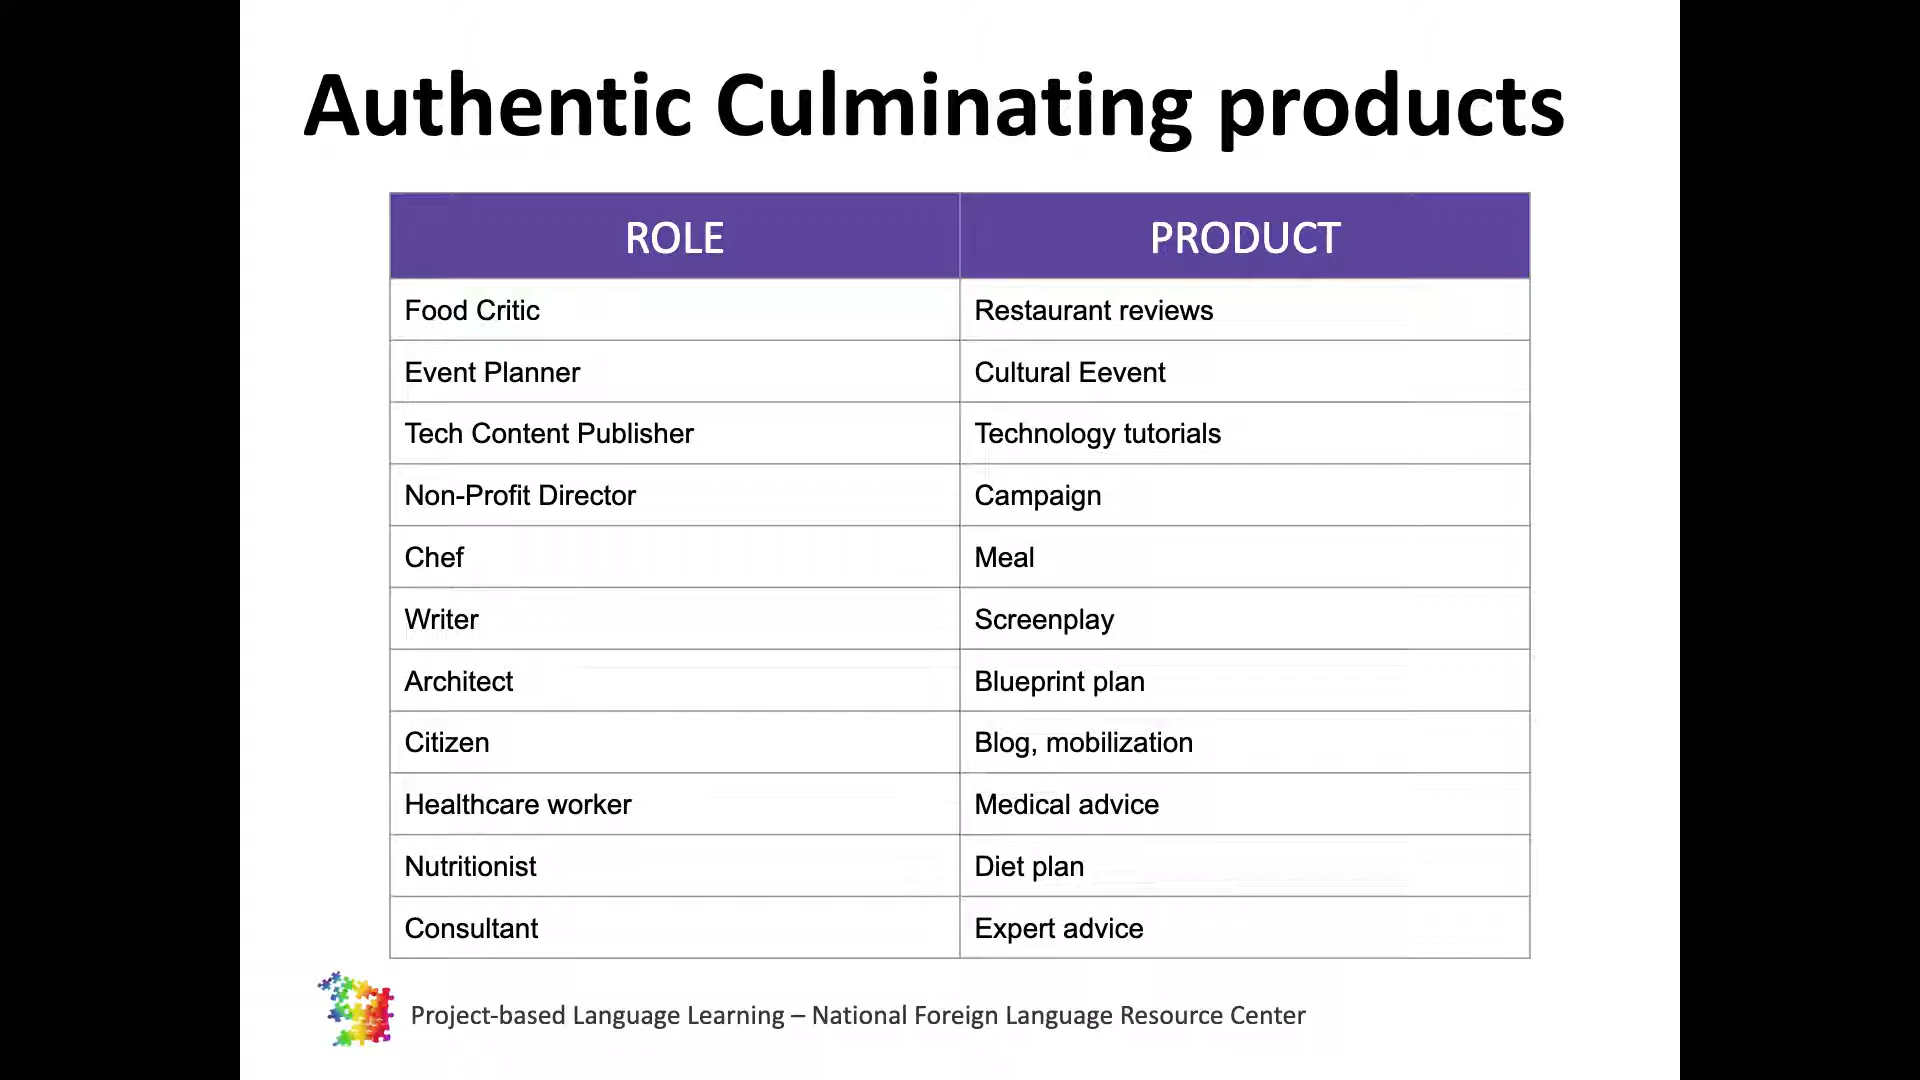 Authentic Culminating products
ROLE PRODUCT
Food Critic Restaurant reviews
Event Planner Cultural Eevent
Tech Content Publisher Technology tutorials
Non-Profit Director Campaign
Chef Meal
Writer Screenplay
Architect Blueprint plan
Citizen Blog, mobilization
Healthcare worker Medical advice
Nutritionist Diet plan
Consultant Expert advice
Project-based Language Learning – National Foreign Language Resource Center